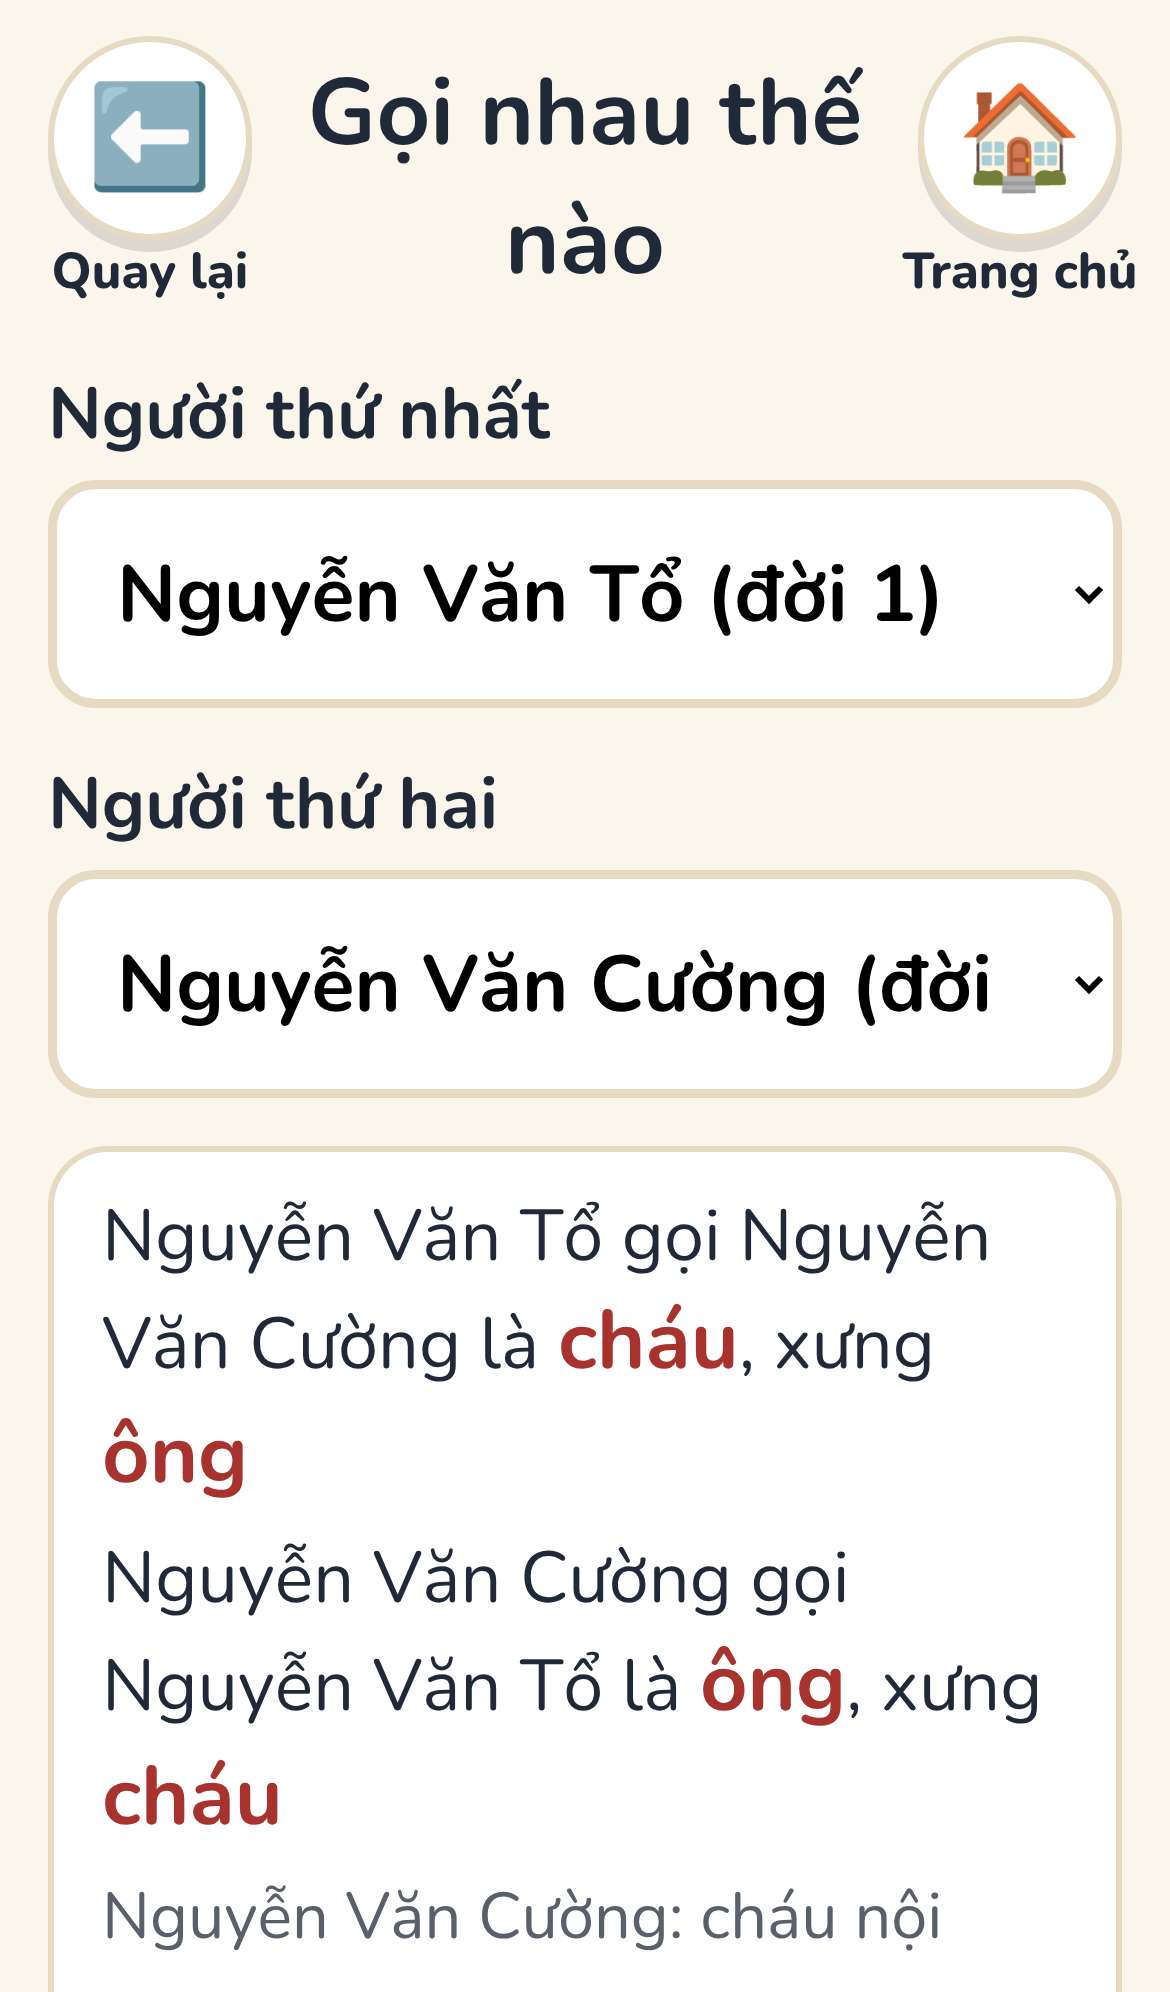 Gọi nhau thế
nào
Quay lại
Trang chủ
Người thứ nhất
Nguyễn Văn Tổ (đời 1)
Người thứ hai
Nguyễn Văn Cường (đời
Nguyễn Văn Tổ gọi Nguyễn
Văn Cường là cháu, xưng
ông
Nguyễn Văn Cường gọi
Nguyễn Văn Tổ là ông, xưng
cháu
Nguyễn Văn Cường: cháu nội